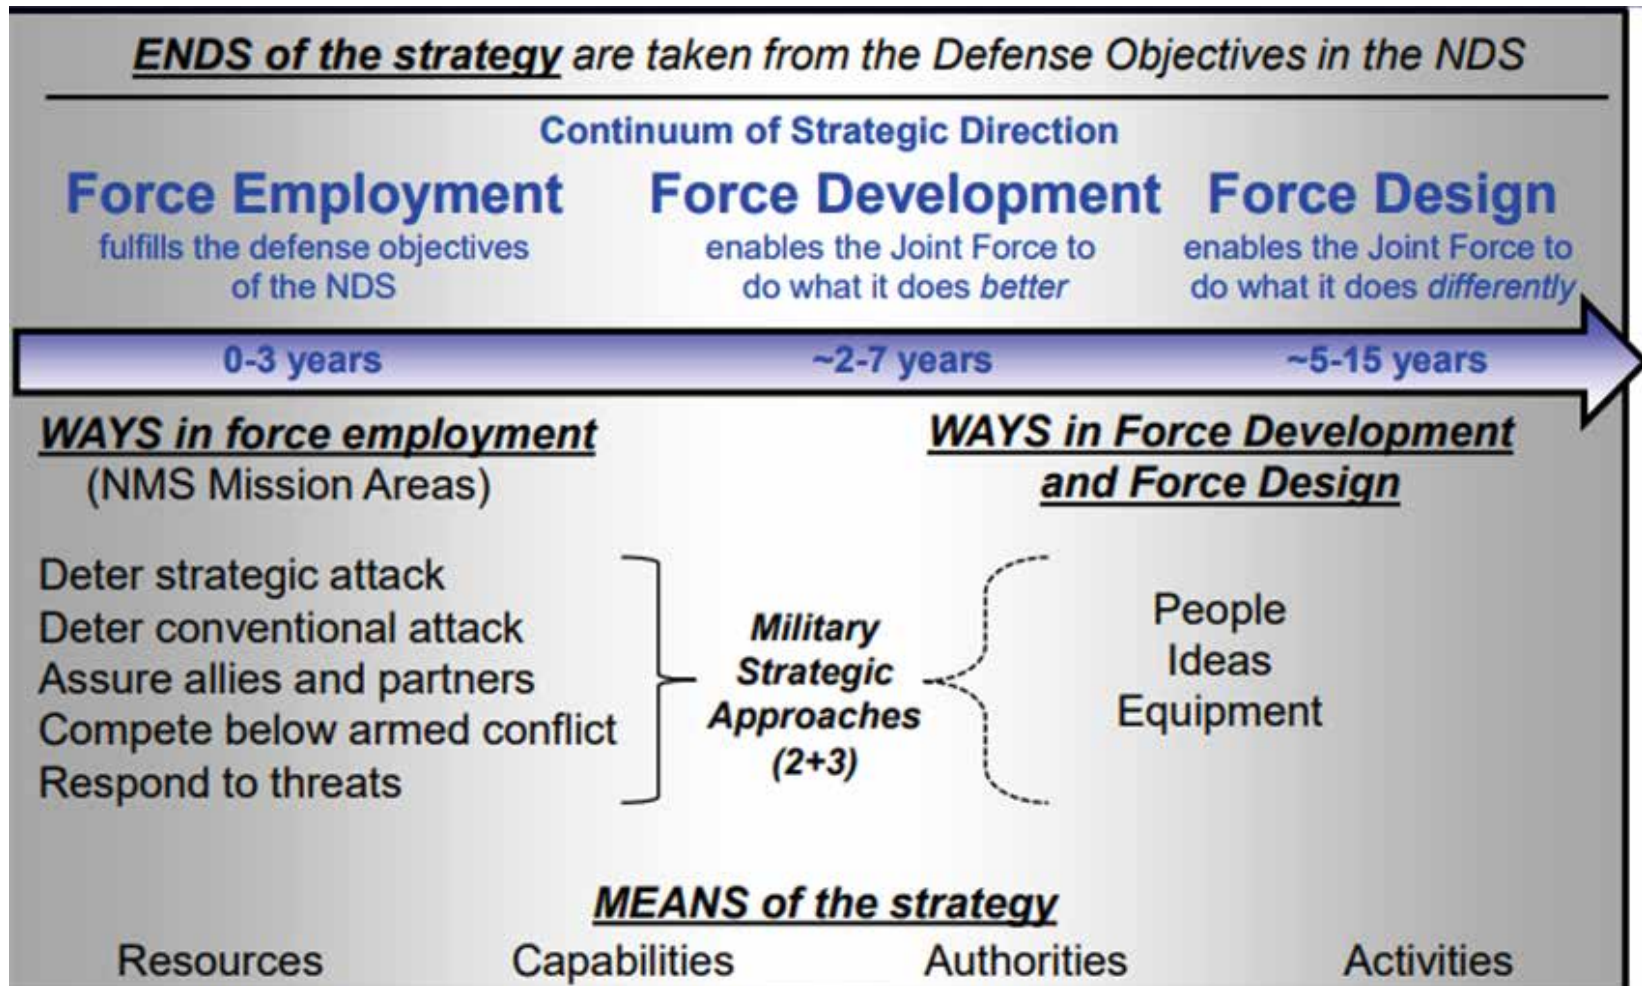 ENDS of the strategy are taken from the Defense Objectives in the NDS
Continuum of Strategic Direction
Force Employment
fulfills the defense objectives
of the NDS
Force Development
enables the Joint Force to
do what it does better
Force Design
enables the Joint Force to
do what it does differently
0-3 years
~2-7 years
~5-15 years
WAYS in force employment
(NMS Mission Areas)
Deter strategic attack
Deter conventional attack
Assure allies and partners
Compete below armed conflict
Respond to threats
Military
Strategic
Approaches
(2+3)
WAYS in Force Development
and Force Design
People
Ideas
Equipment
MEANS of the strategy
Resources
Capabilities
Authorities
Activities